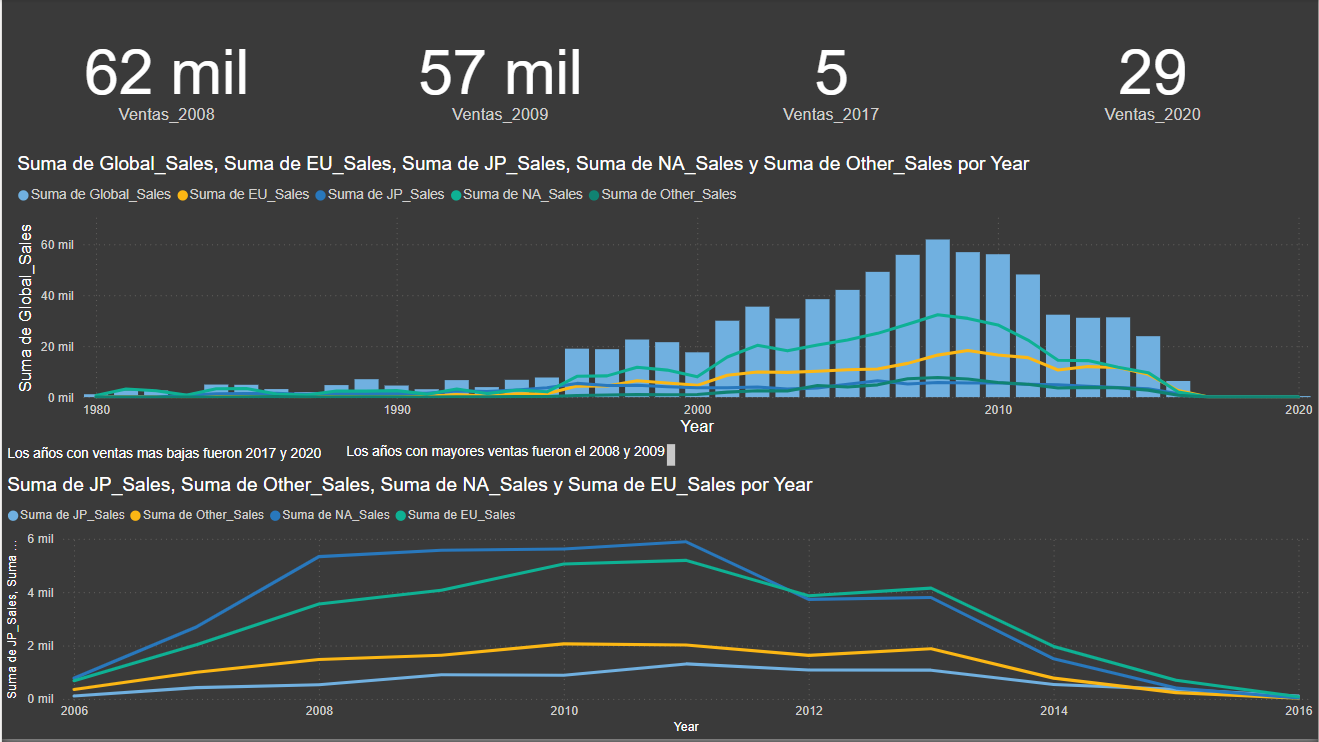 62 mil
Ventas_2008
57 mil
Ventas_2009
5
Ventas_2017
29
Ventas_2020
Suma de Global_Sales, Suma de EU_Sales, Suma de JP_Sales, Suma de NA_Sales y Suma de Other_Sales por Year
Suma de Global_Sales Suma de EU_Sales Suma de JP_Sales Suma de NA_Sales Suma de Other_Sales
Suma de Global_Sales
60 mil
40 mil
20 mil
0 mil
1980 1990 2000 2010 2020
Year
Los años con ventas mas bajas fueron 2017 y 2020
Los años con mayores ventas fueron el 2008 y 2009
Suma de JP_Sales, Suma de Other_Sales, Suma de NA_Sales y Suma de EU_Sales por Year
Suma de JP_Sales Suma de Other_Sales Suma de NA_Sales Suma de EU_Sales
Suma de JP_Sales, Suma ...
6 mil
4 mil
2 mil
0 mil
2006 2008 2010 2012 2014 2016
Year